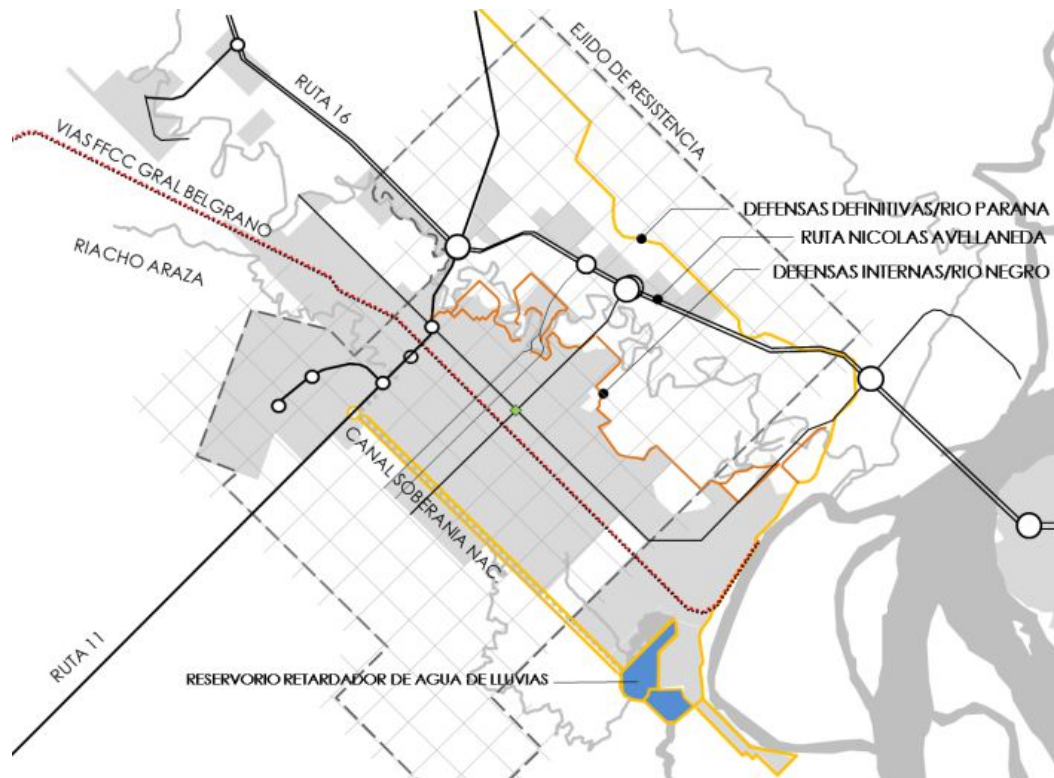 EJIDO DE RESISTENCIA
RUTA 16
VIAS FFCC GRAL BELGRANO
RIACHO ARAZA
DEFENSAS DEFINITIVAS/RIO PARANA
RUTA NICOLAS AVELLANEDA
DEFENSAS INTERNAS/RIO NEGRO
CANAL SOBERANIA NAC.
RUTA 11
RESERVORIO RETARDADOR DE AGUA DE LLUVIAS